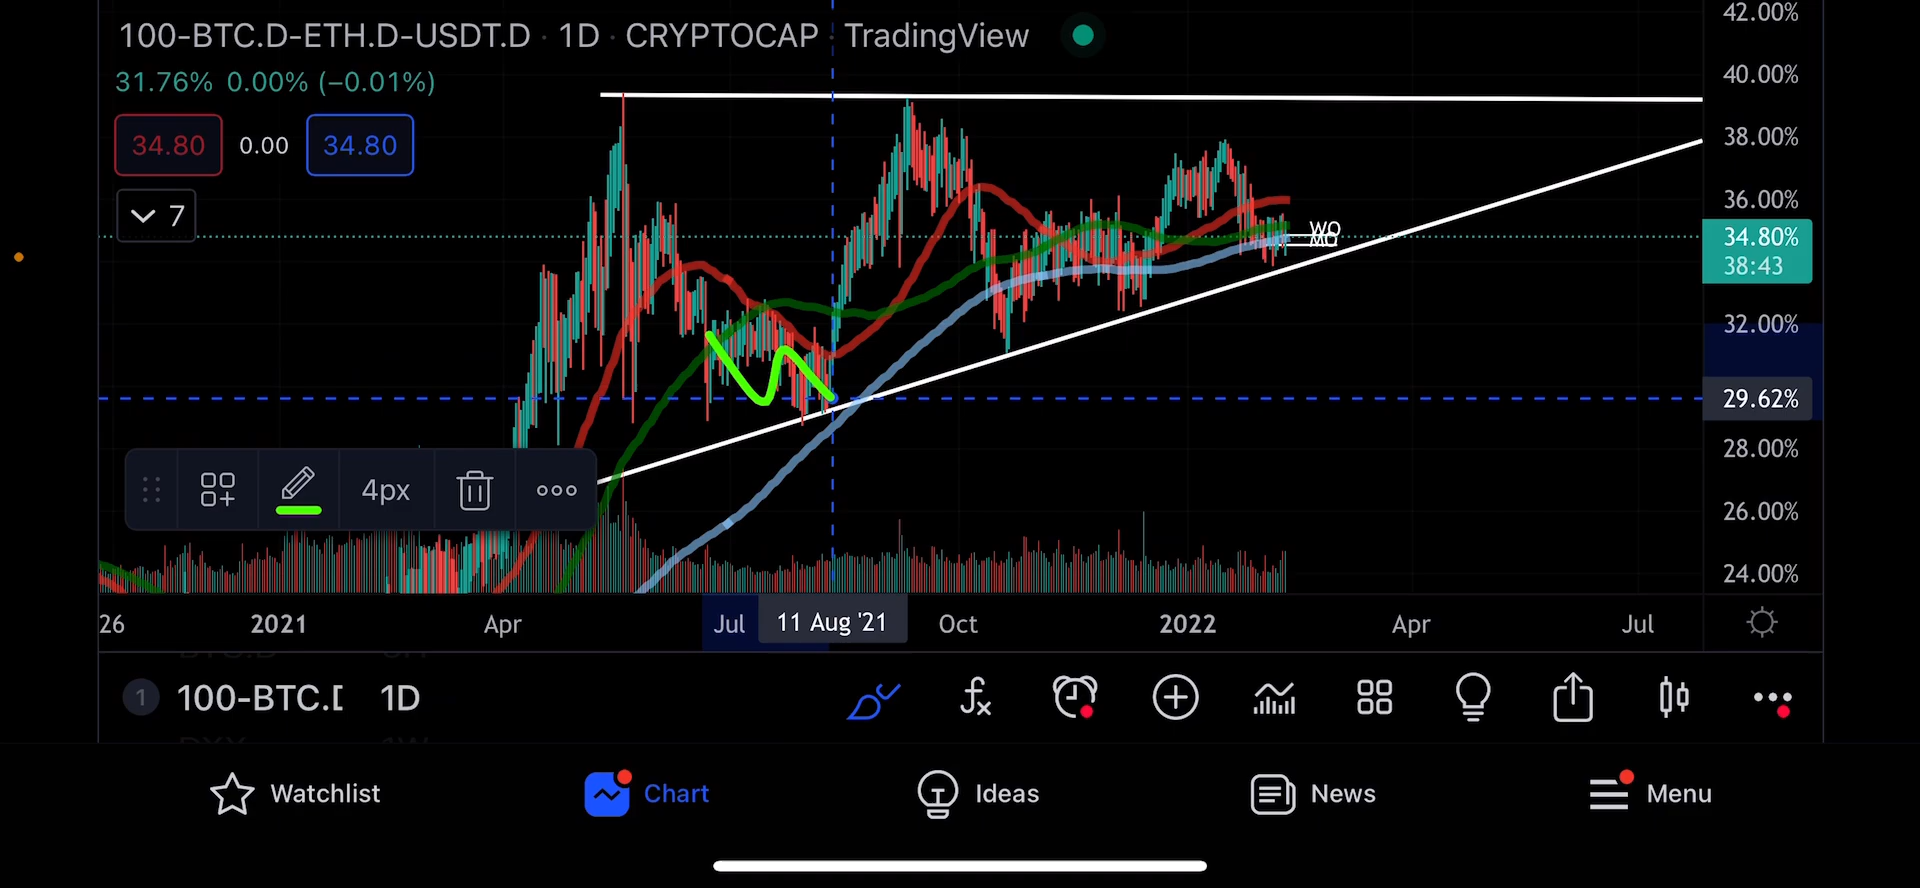 42.00%
100-BTC.D-ETH.D-USDT.D · 1D · CRYPTOCAP · TradingView
31.76% 0.00% (−0.01%)
40.00%
34.80 0.00 34.80
38.00%
7
36.00%
WO
MO
34.80%
38:43
32.00%
29.62%
28.00%
4px
26.00%
24.00%
26 2021 Apr Jul 11 Aug '21 Oct 2022 Apr Jul
1 100-BTC.D 1D
Watchlist Chart Ideas News Menu